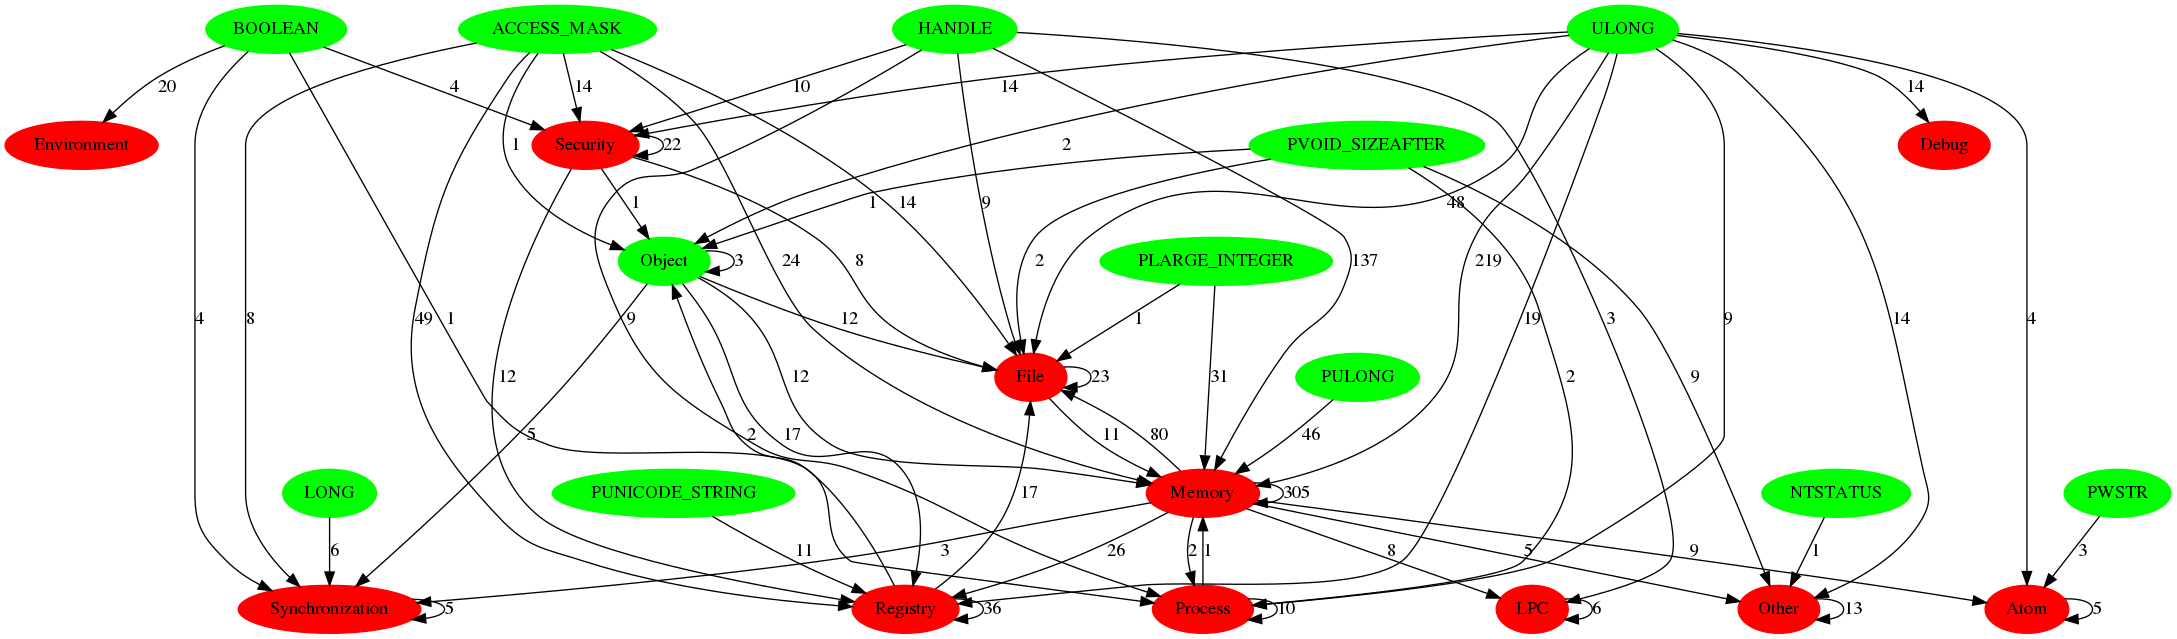 BOOLEAN
ACCESS_MASK
HANDLE
ULONG
20
4
14
10
14
14
Environment
Security
22
PVOID_SIZEAFTER
Debug
1
2
1
14
9
1
48
Object
3
24
8
2
PLARGE_INTEGER
137
219
4
8
49
1
9
12
1
19
3
9
14
4
12
12
File
23
31
PULONG
2
9
5
2
17
11
80
46
LONG
PUNICODE_STRING
17
Memory
305
NTSTATUS
PWSTR
6
11
3
26
2
1
8
5
9
1
3
Synchronization
5
Registry
36
Process
10
LPC
6
Other
13
Atom
5